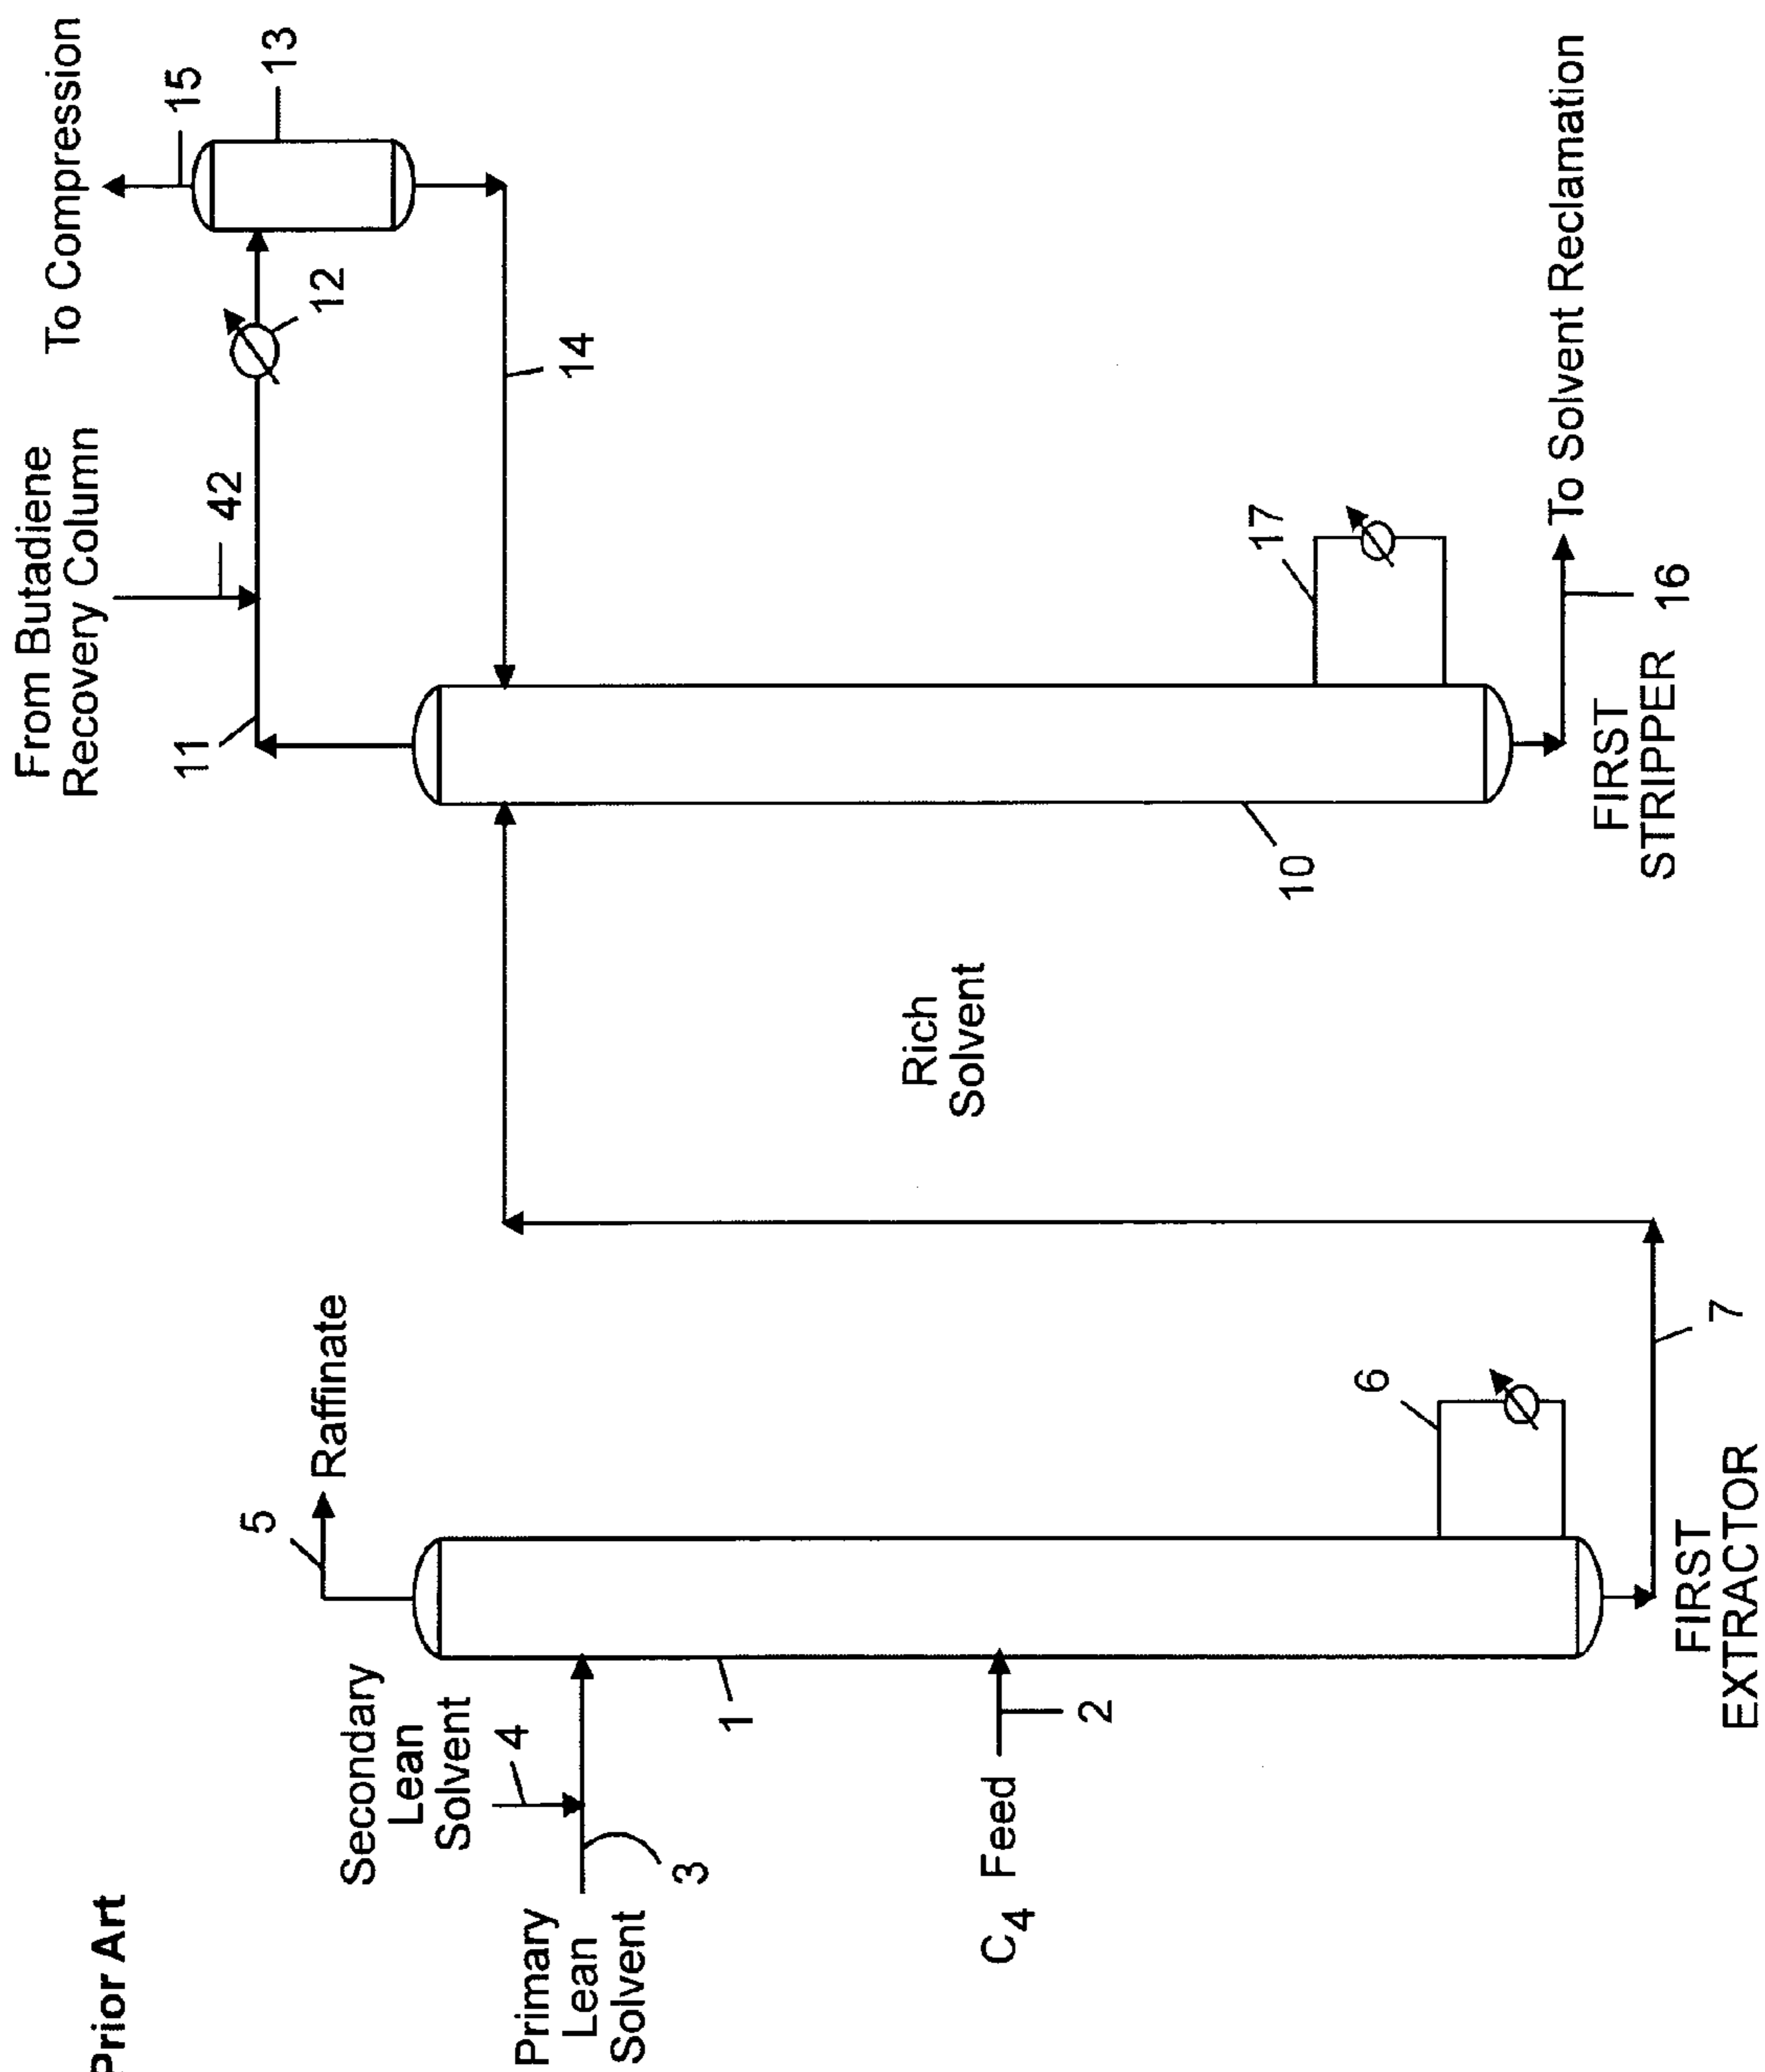 Prior Art
Primary
Lean
Solvent
3
Secondary
Lean
Solvent
4
C4 Feed
2
1
5
Raffinate
6
7
FIRST
EXTRACTOR
Rich
Solvent
From Butadiene
Recovery Column
42
11
12
To Compression
15
13
14
10
17
FIRST
STRIPPER
16
To Solvent Reclamation